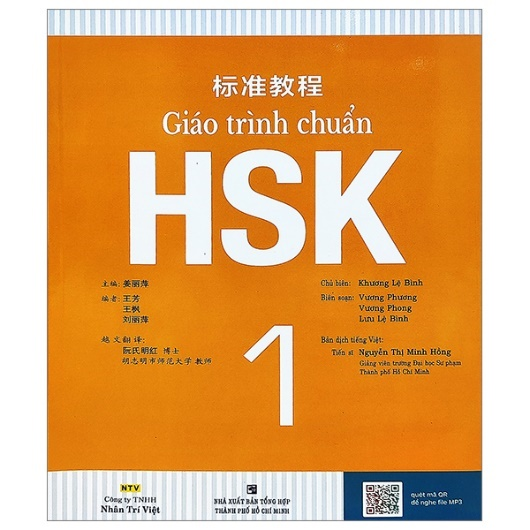 标准教程
Giáo trình chuẩn
HSK
主编: 姜丽萍
编者: 王芳
王枫
刘丽萍
越文翻译:
阮氏明红 博士
胡志明市师范大学教师
Chủ biên: Khương Lệ Bình
Biên soạn: Vương Phương
Vương Phong
Lưu Lệ Bình
Bản dịch tiếng Việt:
Tiến sĩ Nguyễn Thị Minh Hồng
Giảng viên trường Đại học Sư phạm
Thành phố Hồ Chí Minh
1
NTV
Công ty TNHH
Nhân Trí Việt
NHÀ XUẤT BẢN TỔNG HỢP
THÀNH PHỐ HỒ CHÍ MINH
quét mã QR
để nghe file MP3